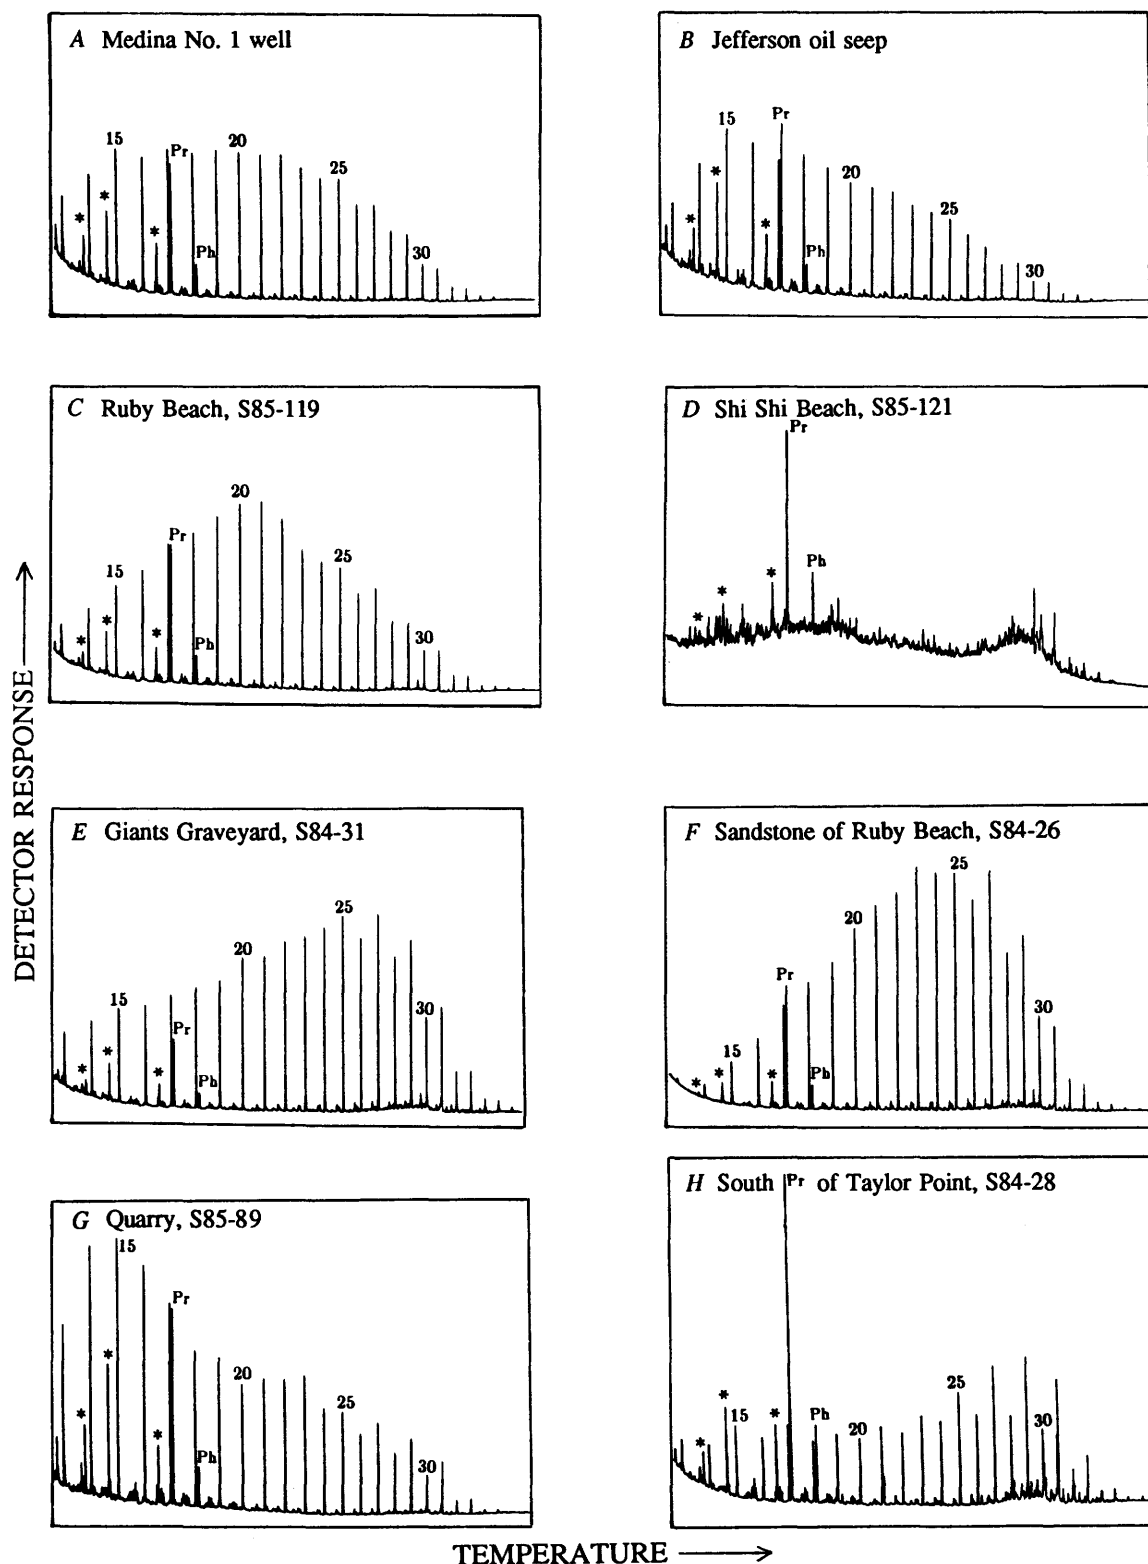 A Medina No. 1 well
15
Pr
20
25
*
*
*
Ph
30
B Jefferson oil seep
Pr
15
*
20
*
*
25
Ph
30
C Ruby Beach, S85-119
20
Pr
25
15
*
*
*
Ph
30
D Shi Shi Beach, S85-121
Pr
Ph
*
*
*
E Giants Graveyard, S84-31
25
20
15
30
Pr
*
*
*
Ph
F Sandstone of Ruby Beach, S84-26
25
20
Pr
30
15
*
*
*
Ph
G Quarry, S85-89
15
Pr
*
20
25
*
*
Ph
30
H South Pr of Taylor Point, S84-28
25
*
15
*
Ph
20
30
*
DETECTOR RESPONSE
TEMPERATURE